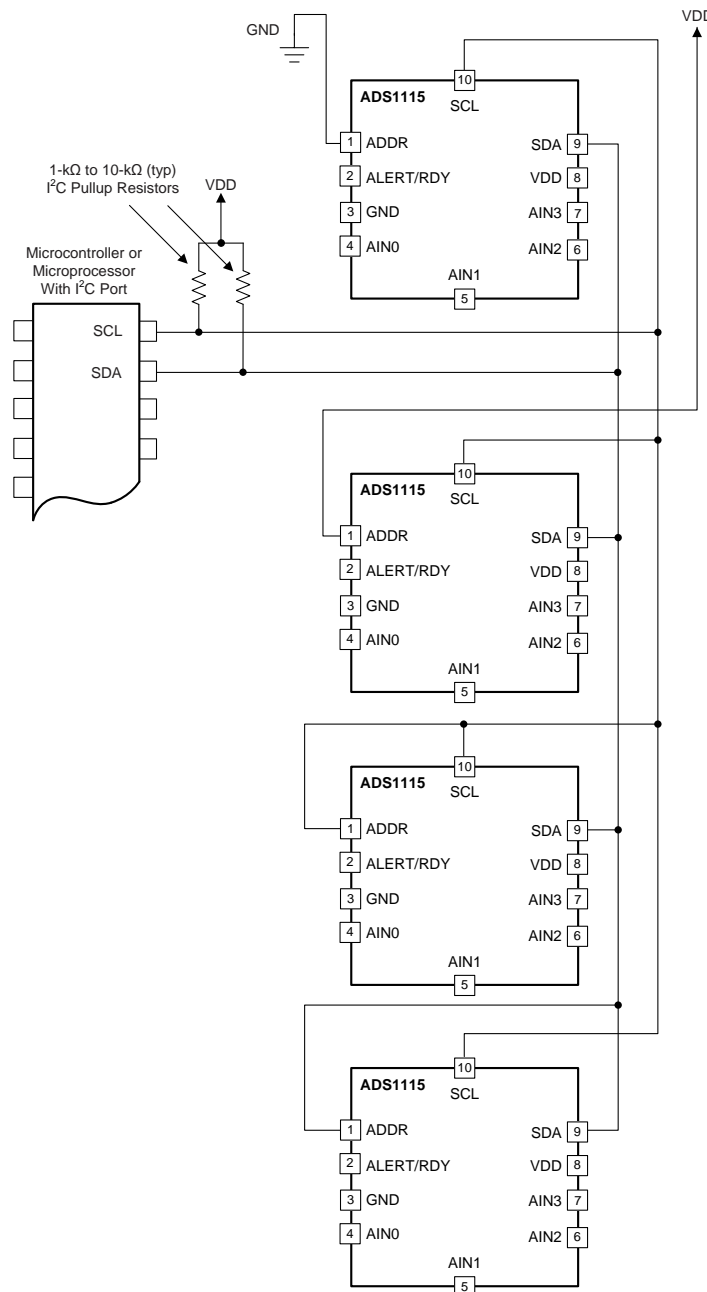 GND
VDD
10
ADS1115
SCL
1 ADDR
SDA 9
2 ALERT/RDY
VDD 8
3 GND
AIN3 7
4 AIN0
AIN2 6
AIN1
5
1-kΩ to 10-kΩ (typ)
I²C Pullup Resistors
VDD
Microcontroller or
Microprocessor
With I²C Port
SCL
SDA
10
ADS1115
SCL
1 ADDR
SDA 9
2 ALERT/RDY
VDD 8
3 GND
AIN3 7
4 AIN0
AIN2 6
AIN1
5
10
ADS1115
SCL
1 ADDR
SDA 9
2 ALERT/RDY
VDD 8
3 GND
AIN3 7
4 AIN0
AIN2 6
AIN1
5
10
ADS1115
SCL
1 ADDR
SDA 9
2 ALERT/RDY
VDD 8
3 GND
AIN3 7
4 AIN0
AIN2 6
AIN1
5